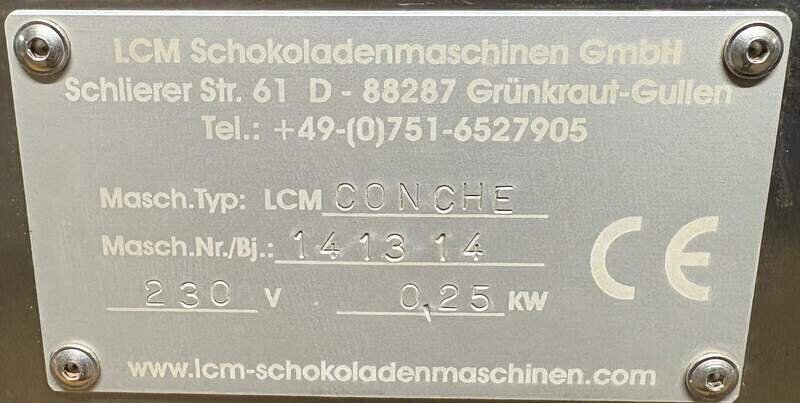 LCM Schokoladenmaschinen GmbH
Schlierer Str. 61 D - 88287 Grünkraut-Gullen
Tel.: +49-(0)751-6527905
Masch.Typ: LCM CONCHE
Masch.Nr./Bj.: 1413 14
230 V 0,25 KW
CE
www.lcm-schokoladenmaschinen.com